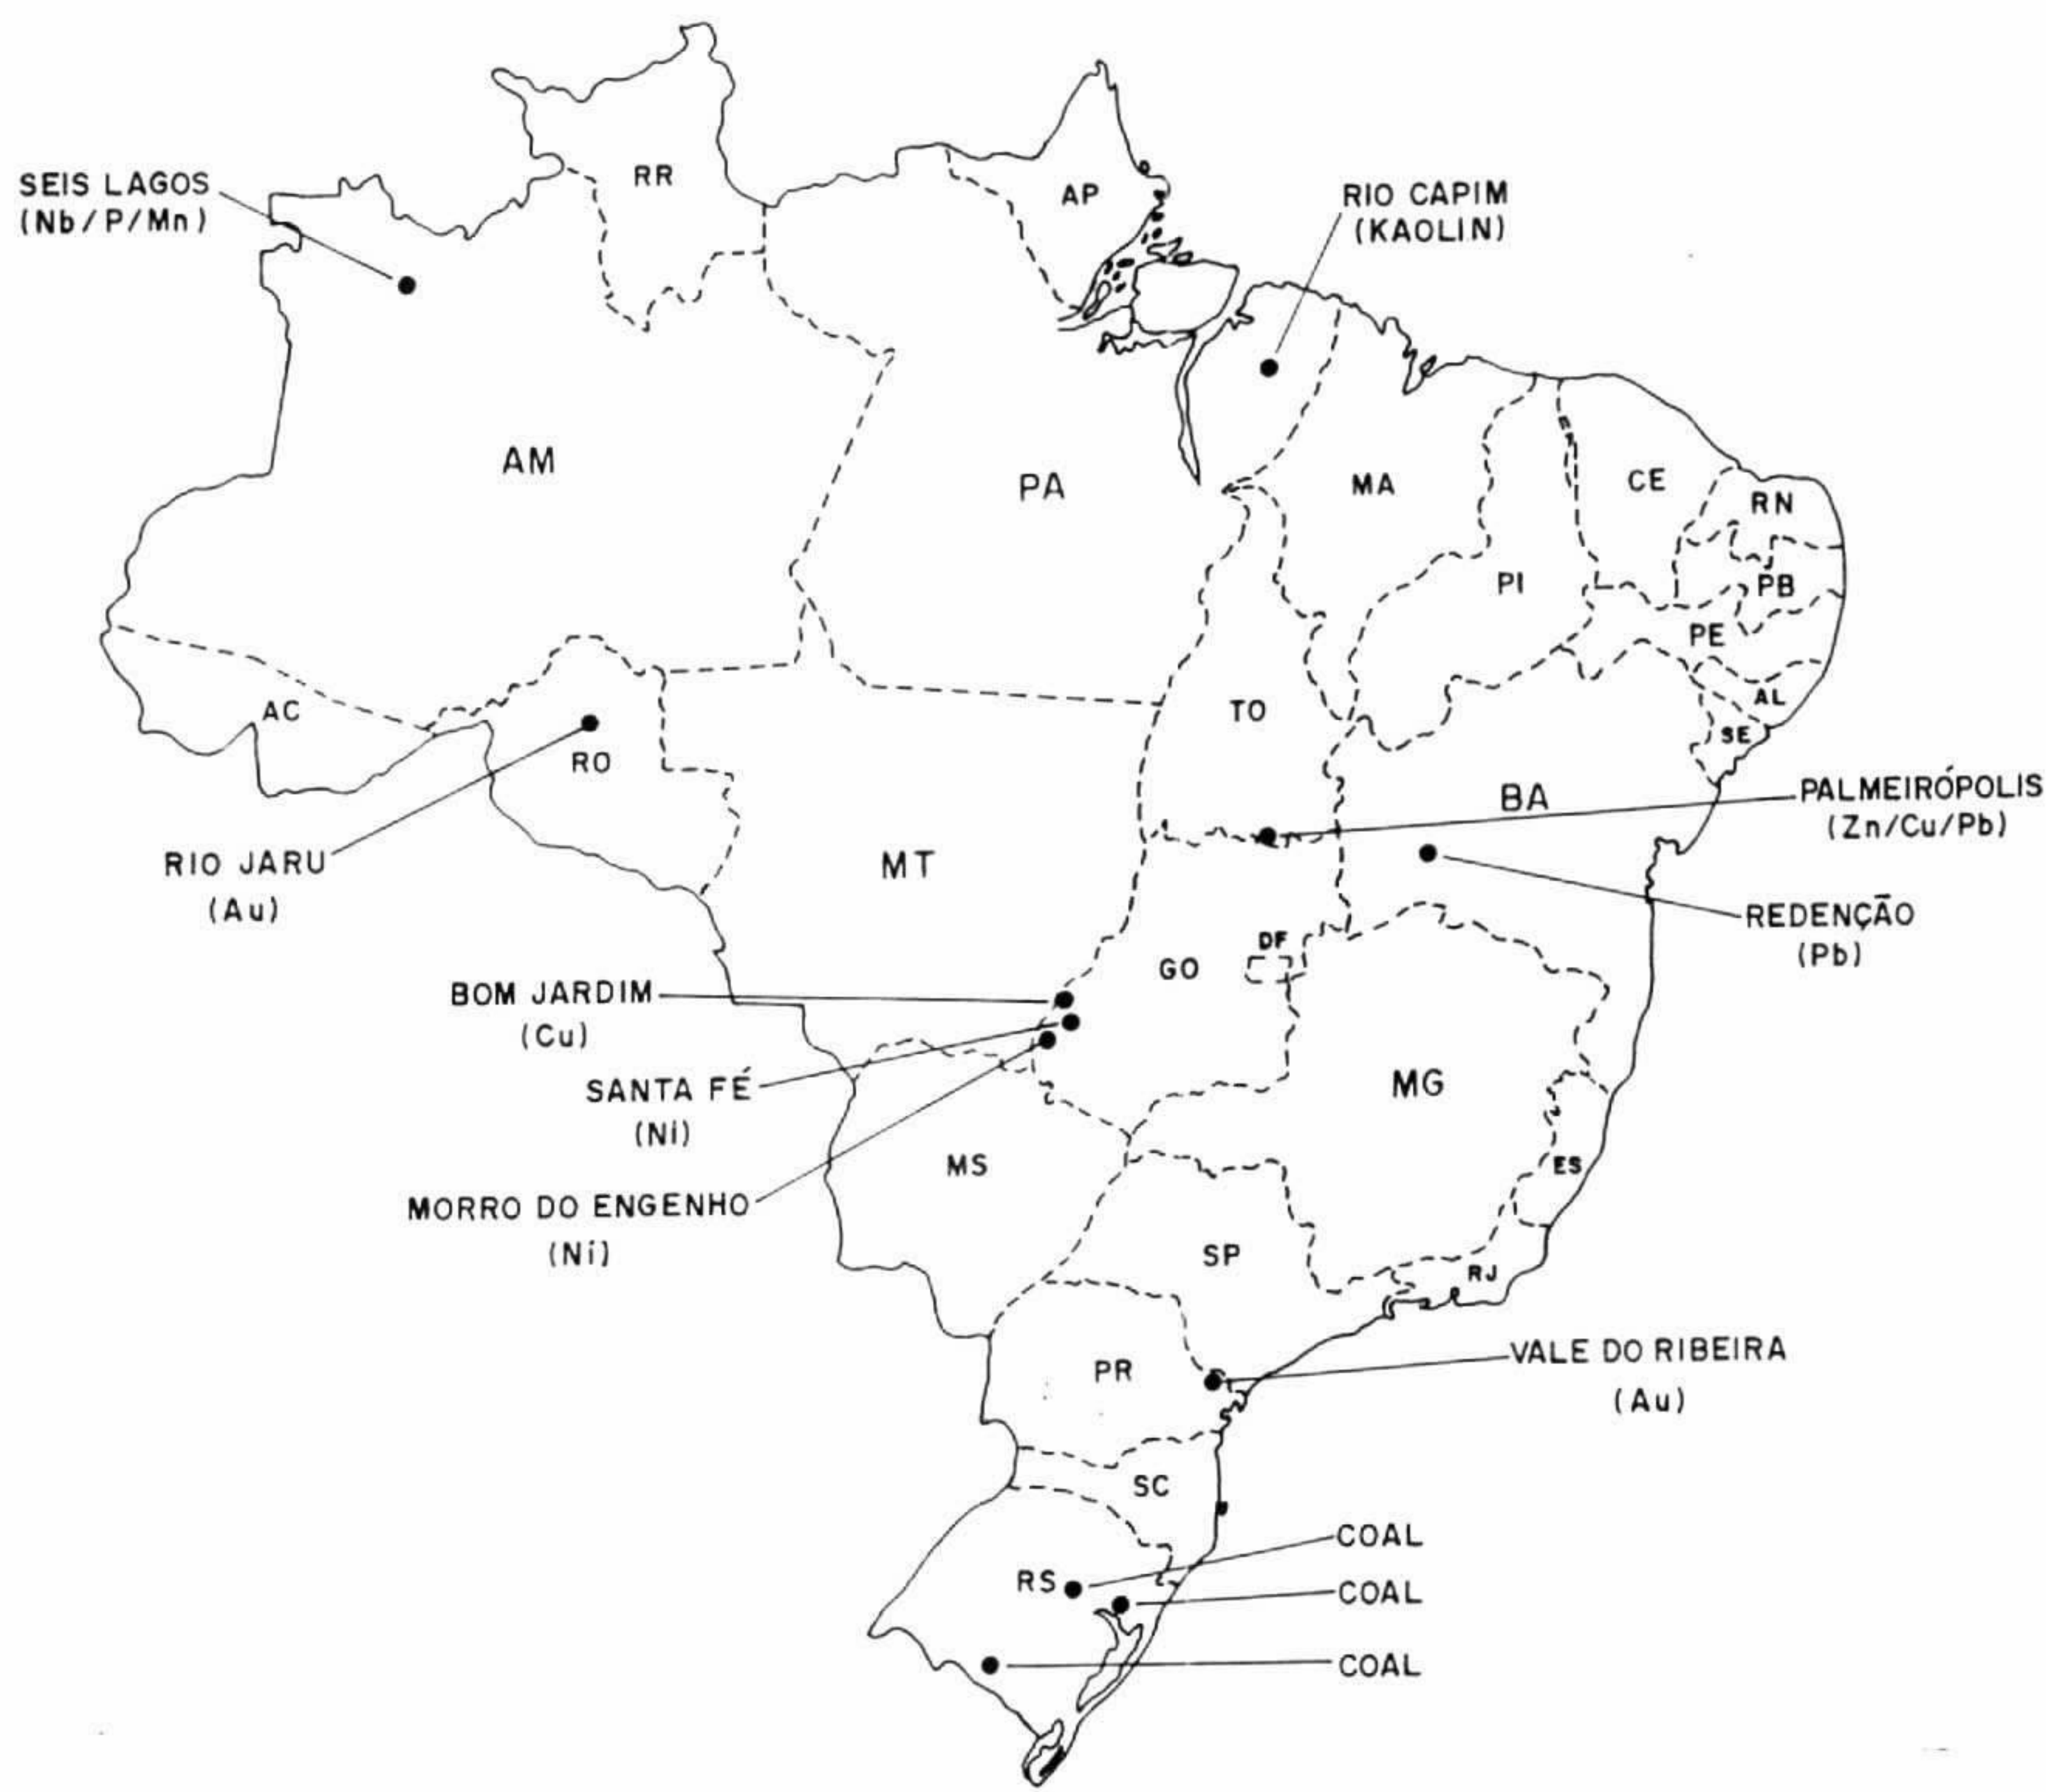 RR
AP
SEIS LAGOS
(Nb/P/Mn)
RIO CAPIM
(KAOLIN)
AM
PA
MA
CE
RN
PI
PB
PE
AL
AC
TO
SE
RO
BA
PALMEIRÓPOLIS
(Zn/Cu/Pb)
RIO JARU
(Au)
MT
REDENÇÃO
(Pb)
DF
GO
BOM JARDIM
(Cu)
SANTA FÉ
(Ni)
MG
MS
ES
MORRO DO ENGENHO
(Ni)
SP
RJ
PR
VALE DO RIBEIRA
(Au)
SC
COAL
RS
COAL
COAL